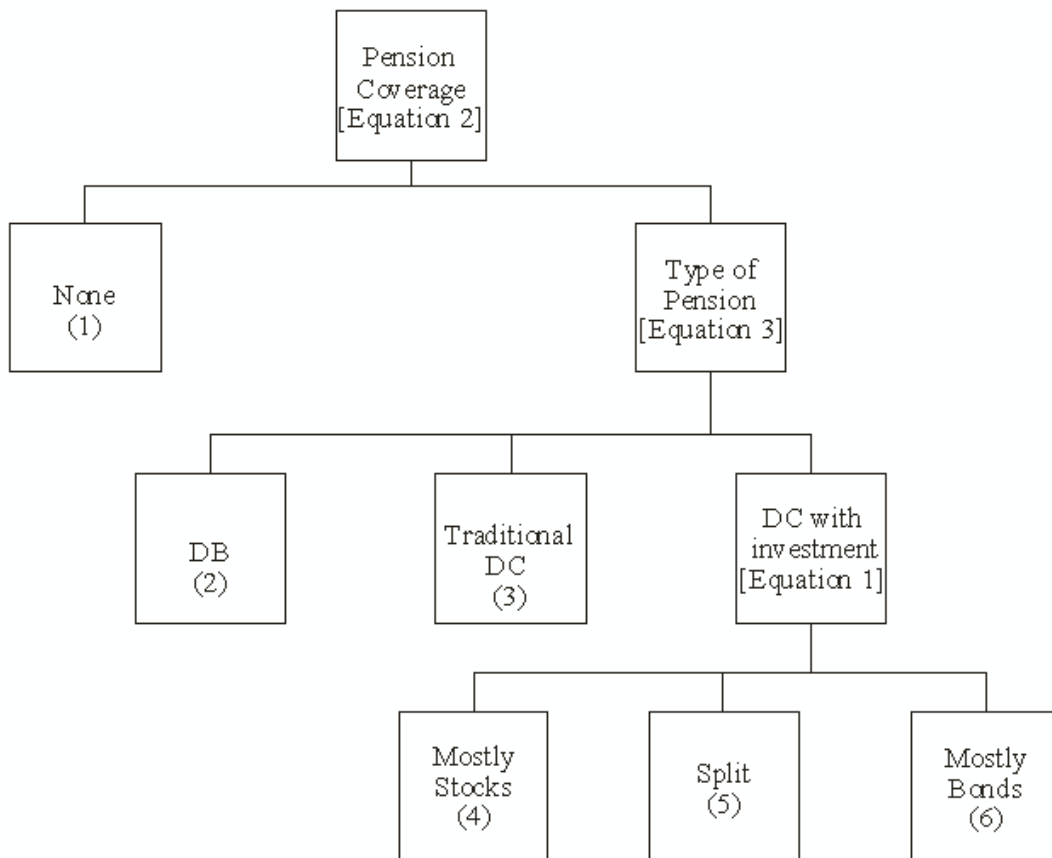 Pension
Coverage
[Equation 2]
None
(1)
Type of
Pension
[Equation 3]
DB
(2)
Traditional
DC
(3)
DC with
investment
[Equation 1]
Mostly
Stocks
(4)
Split
(5)
Mostly
Bonds
(6)